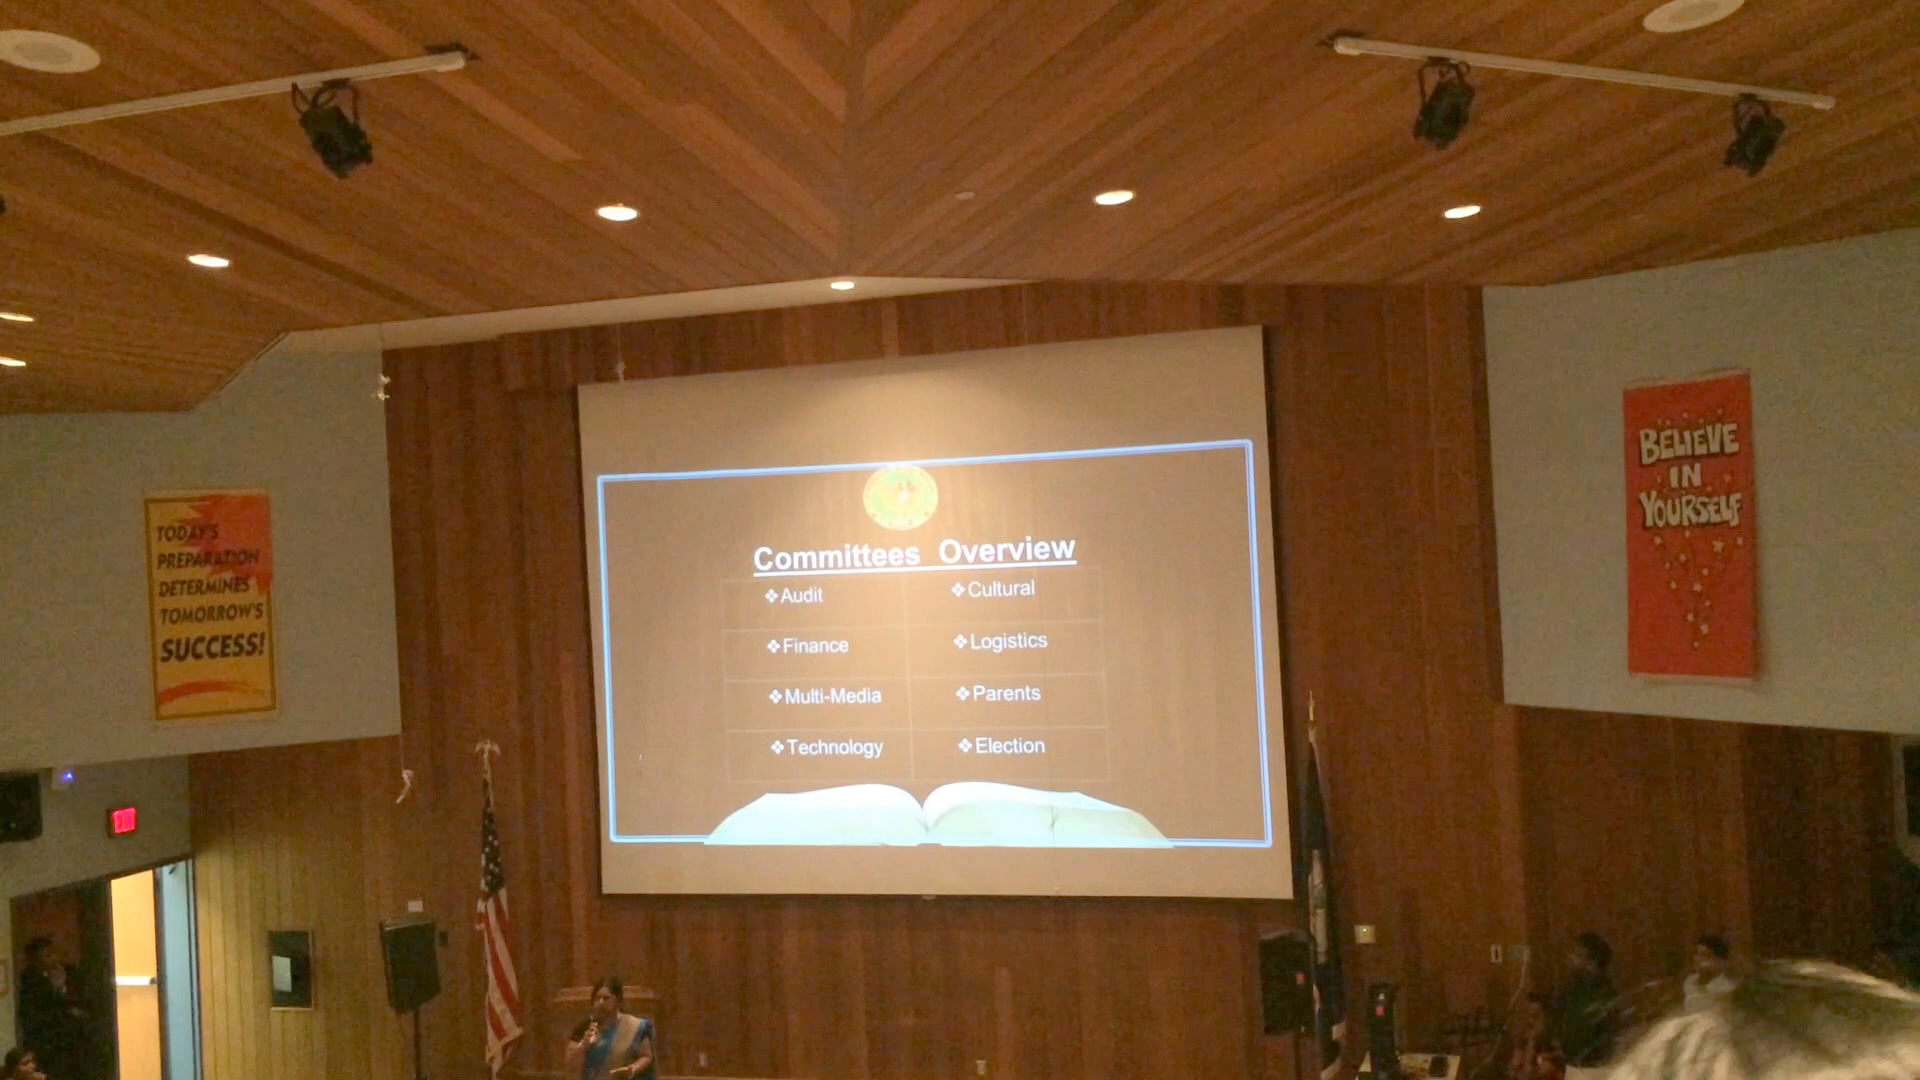 TODAY'S
PREPARATION
DETERMINES
TOMORROW'S
SUCCESS!
Committees Overview
❖Audit
❖Cultural
❖Finance
❖Logistics
❖Multi-Media
❖Parents
❖Technology
❖Election
BELIEVE
IN
YOURSELF